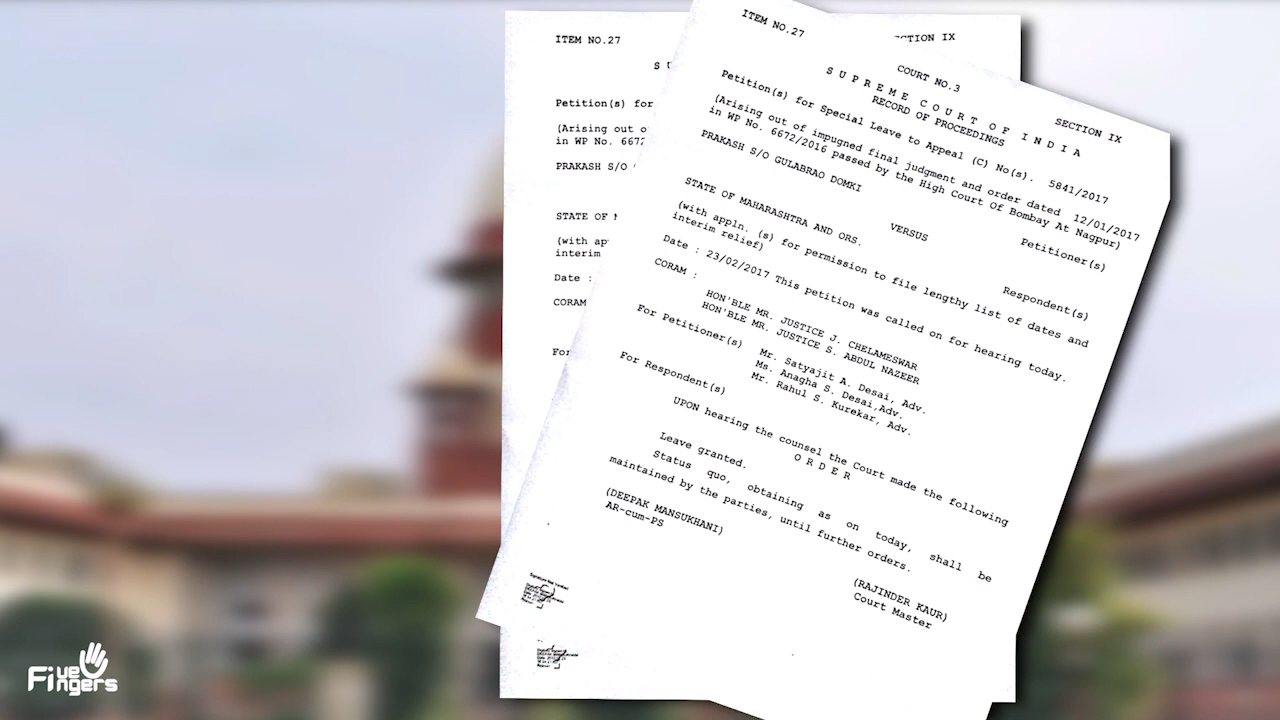 ITEM NO.27
SECTION IX
S U
Petition(s) for
(Arising out o
in WP No. 6672
PRAKASH S/O
STATE OF M
(with ap
interim
Date :
CORAM
For
ITEM NO.27
COURT NO.3
SECTION IX
S U P R E M E C O U R T O F I N D I A
RECORD OF PROCEEDINGS
Petition(s) for Special Leave to Appeal (C) No(s). 5841/2017
(Arising out of impugned final judgment and order dated 12/01/2017
in WP No. 6672/2016 passed by the High Court Of Bombay At Nagpur)
PRAKASH S/O GULABRAO DOMKI
Petitioner(s)
VERSUS
STATE OF MAHARASHTRA AND ORS.
Respondent(s)
(with appln. (s) for permission to file lengthy list of dates and
interim relief)
Date : 23/02/2017 This petition was called on for hearing today.
CORAM :
HON'BLE MR. JUSTICE J. CHELAMESWAR
HON'BLE MR. JUSTICE S. ABDUL NAZEER
For Petitioner(s)
Mr. Satyajit A. Desai, Adv.
Ms. Anagha S. Desai,Adv.
Mr. Rahul S. Kurekar, Adv.
For Respondent(s)
UPON hearing the counsel the Court made the following
O R D E R
Leave granted.
Status quo, obtaining as on today, shall be
maintained by the parties, until further orders.
(DEEPAK MANSUKHANI)
AR-cum-PS
(RAJINDER KAUR)
Court Master
Five Fingers